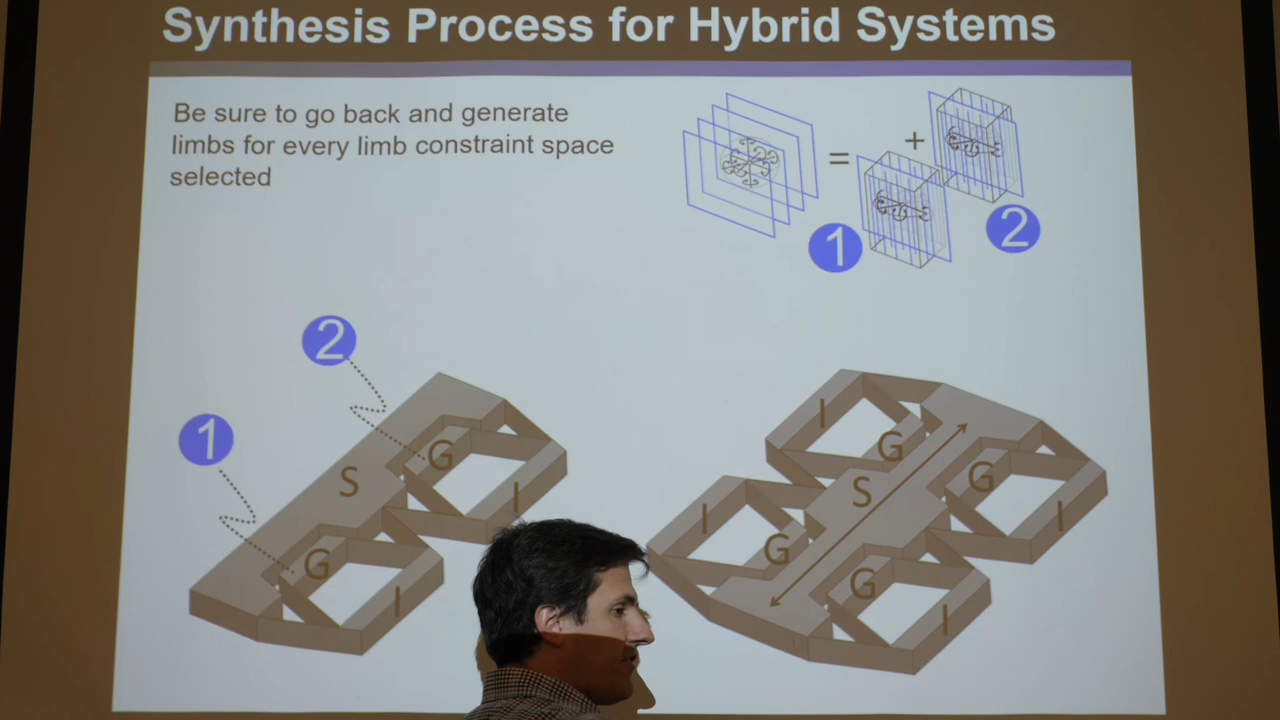 Synthesis Process for Hybrid Systems
Be sure to go back and generate
limbs for every limb constraint space
selected
= +
1
2
2
1
S
G
I
G
I
I
G
S
G
I
I
G
G
I